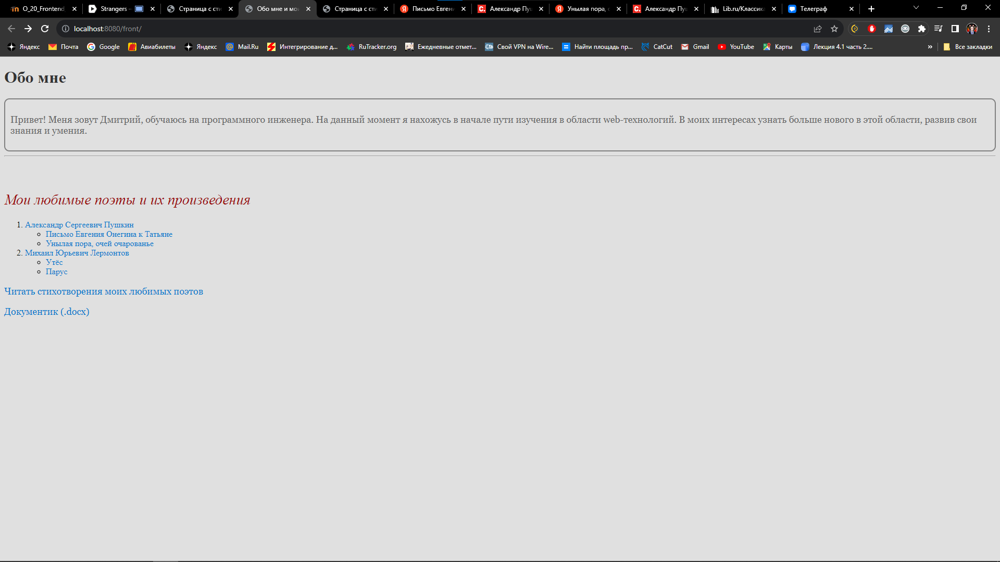 O_20_Frontend
Strangers –
Страница с сти
Обо мне и мои
Страница с сти
Письмо Евгени
Александр Пуш
Унылая пора, о
Александр Пуш
Lib.ru/Классика
Телеграф
localhost:8080/front/
Яндекс
Почта
Google
Авиабилеты
Яндекс
Mail.Ru
Интегрирование д...
RuTracker.org
Ежедневные отмет...
Свой VPN на Wire...
Найти площадь пр...
CatCut
Gmail
YouTube
Карты
Лекция 4.1 часть 2....
»
Все закладки
Обо мне
Привет! Меня зовут Дмитрий, обучаюсь на программного инженера. На данный момент я нахожусь в начале пути изучения в области web-технологий. В моих интересах узнать больше нового в этой области, развив свои
знания и умения.
Мои любимые поэты и их произведения
1. Александр Сергеевич Пушкин
Письмо Евгения Онегина к Татьяне
Унылая пора, очей очарованье
2. Михаил Юрьевич Лермонтов
Утёс
Парус
Читать стихотворения моих любимых поэтов
Документик (.docx)